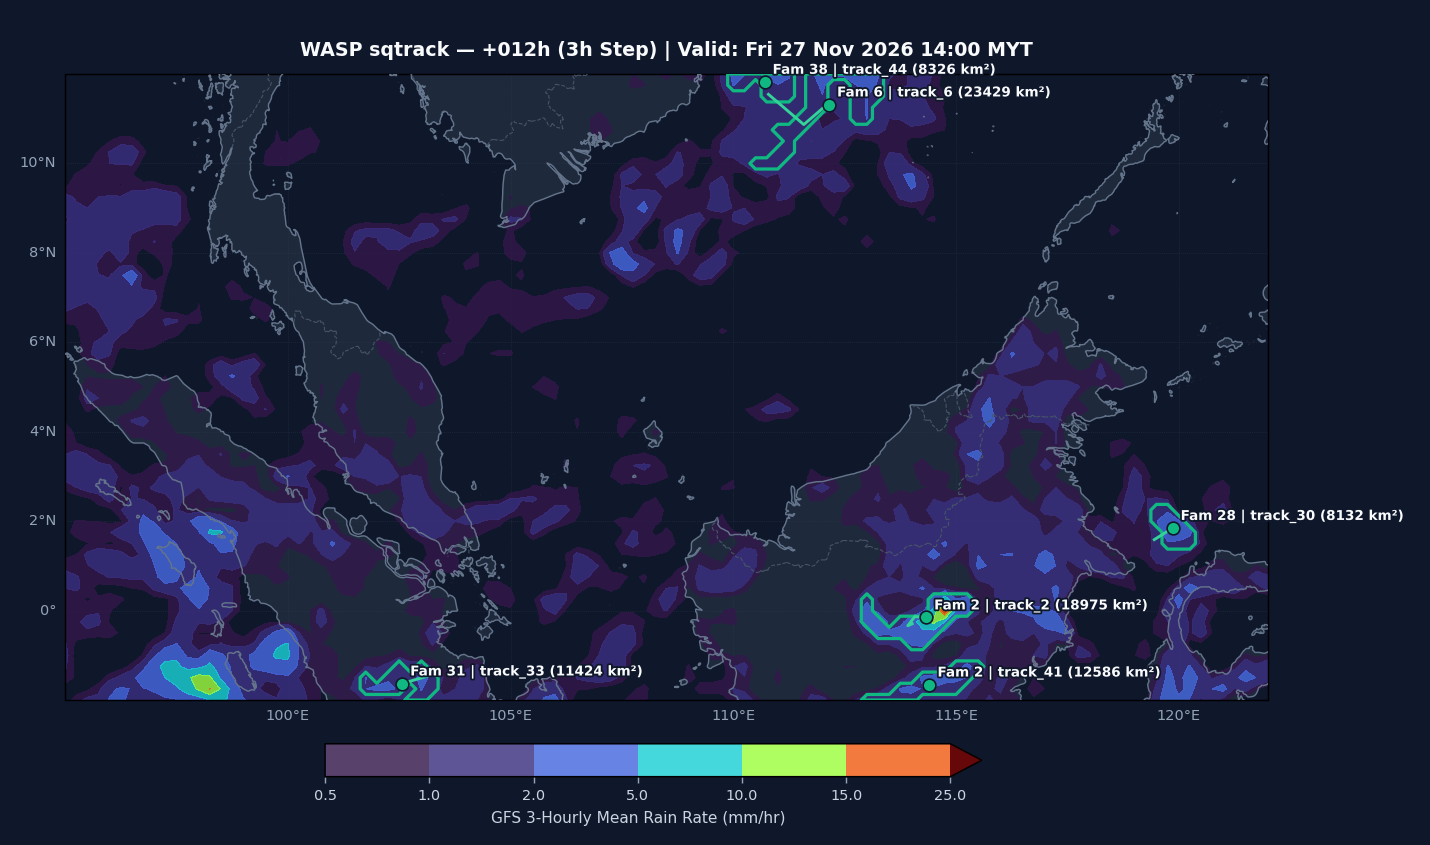 WASP sqtrack — +012h (3h Step) | Valid: Fri 27 Nov 2026 14:00 MYT
Fam 38 | track_44 (8326 km²)
Fam 6 | track_6 (23429 km²)
10°N
8°N
6°N
4°N
2°N
Fam 28 | track_30 (8132 km²)
0°
Fam 2 | track_2 (18975 km²)
Fam 31 | track_33 (11424 km²)
Fam 2 | track_41 (12586 km²)
100°E
105°E
110°E
115°E
120°E
0.5
1.0
2.0
5.0
10.0
15.0
25.0
GFS 3-Hourly Mean Rain Rate (mm/hr)